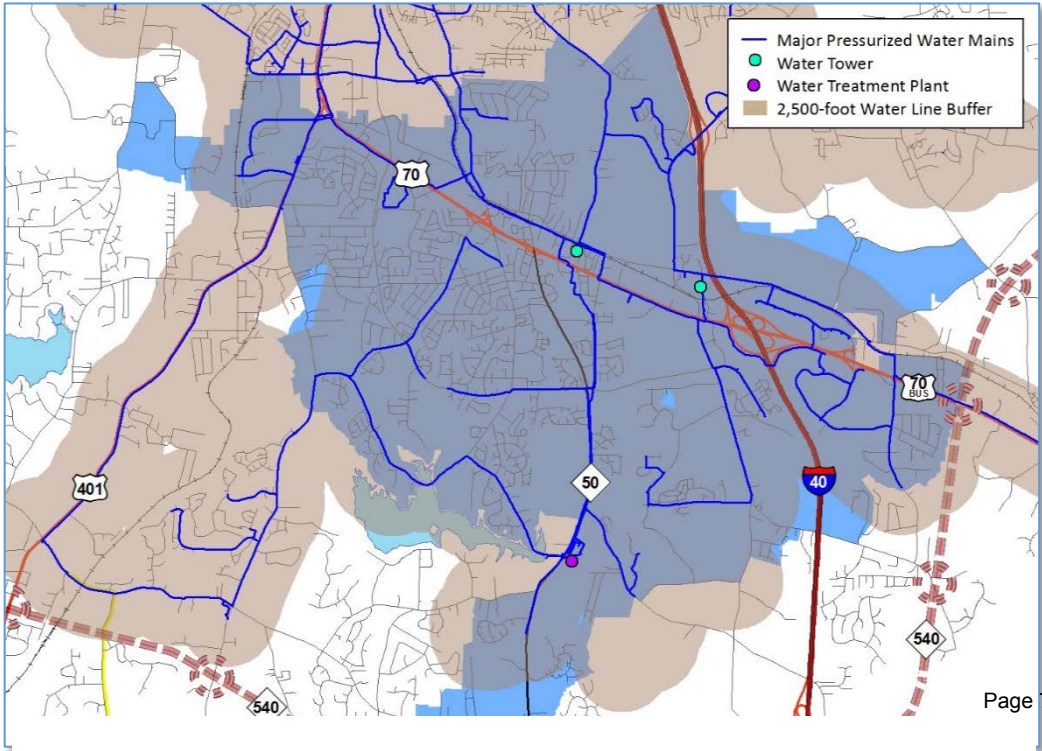 Major Pressurized Water Mains
Water Tower
Water Treatment Plant
2,500-foot Water Line Buffer
70
70
BUS
401
50
40
540
540
Page